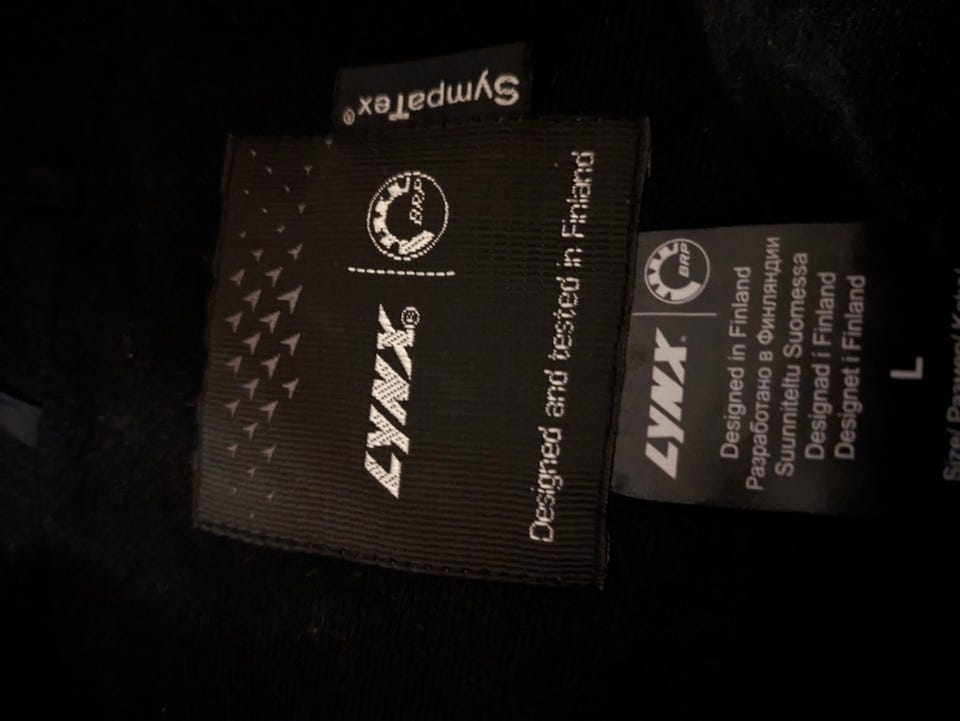 SympaTex®
LYNX® BRP
Designed and tested in Finland
LYNX® BRP
Designed in Finland
Разработано в Финляндии
Suunniteltu Suomessa
Designad i Finland
Designet i Finland
L
Size/